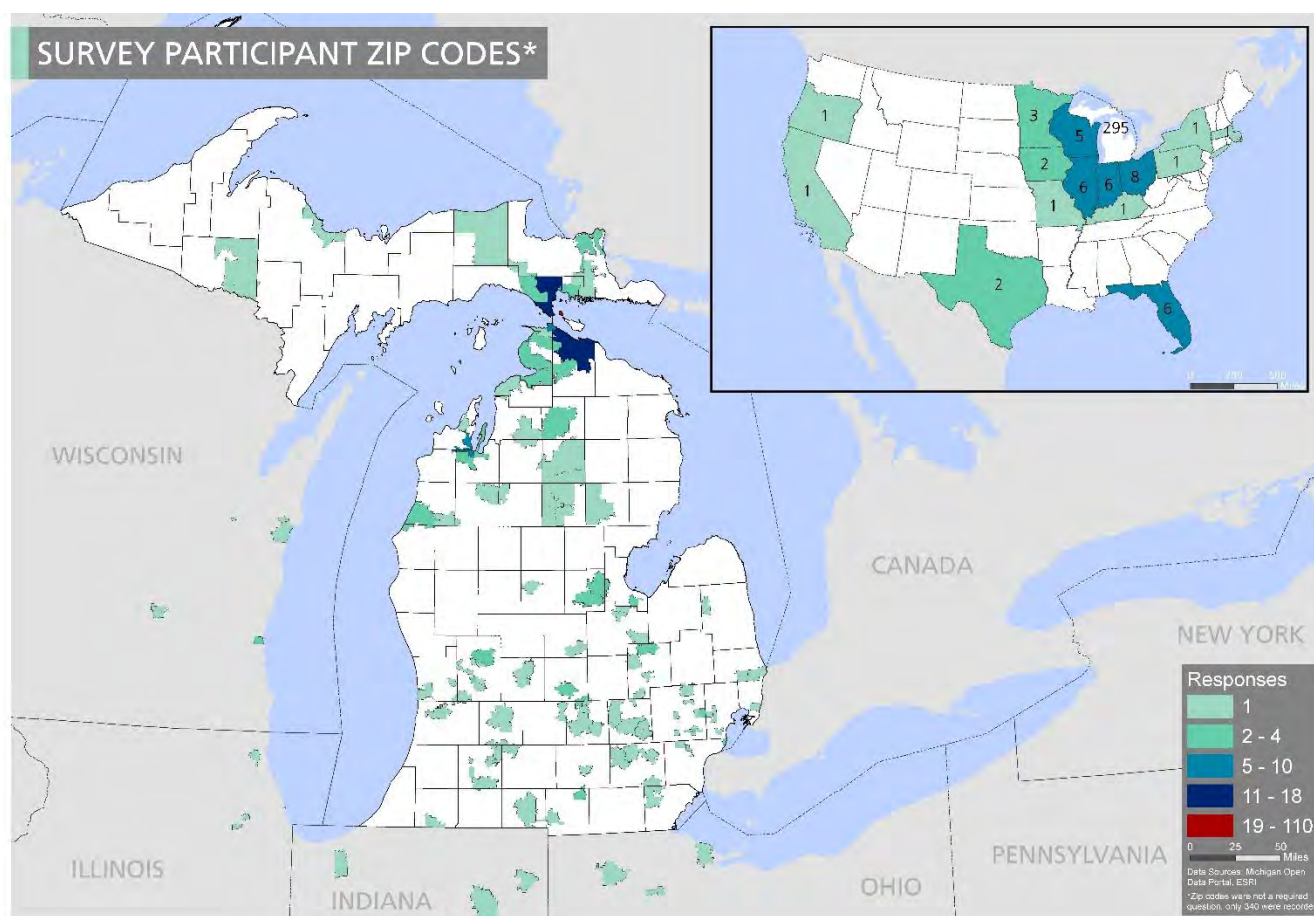 SURVEY PARTICIPANT ZIP CODES*
1
3
5
295
1
2
6
6
8
1
1
1
1
2
6
0
Miles
WISCONSIN
CANADA
NEW YORK
ILLINOIS
INDIANA
OHIO
PENNSYLVANIA
Responses
1
2 - 4
5 - 10
11 - 18
19 - 110
0 25 50
Miles
Data Sources: Michigan Open
Data Portal, ESRI
*Zip codes were not a required
question, only 340 were recorde